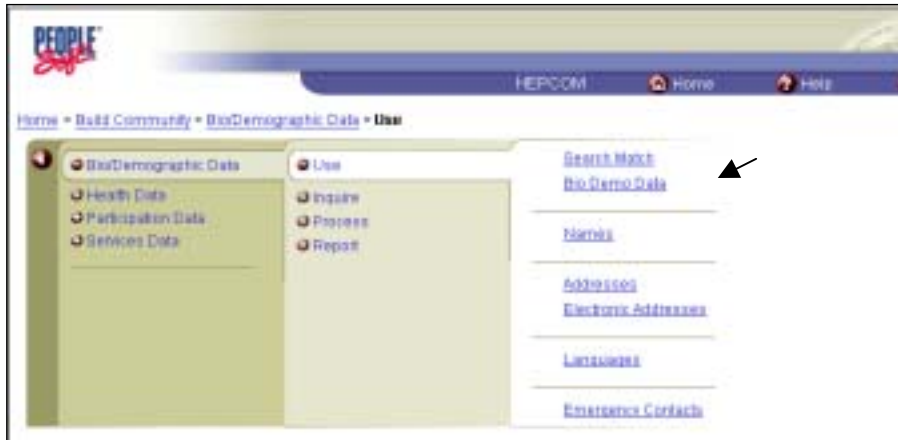 PEOPLE Soft
HEPCOM Home Help
Home > Build Community > Bio/Demographic Data > Use
Bio/Demographic Data
Health Data
Participation Data
Services Data
Use
Inquire
Process
Report
Search Match
Bio Demo Data
Names
Addresses
Electronic Addresses
Languages
Emergency Contacts